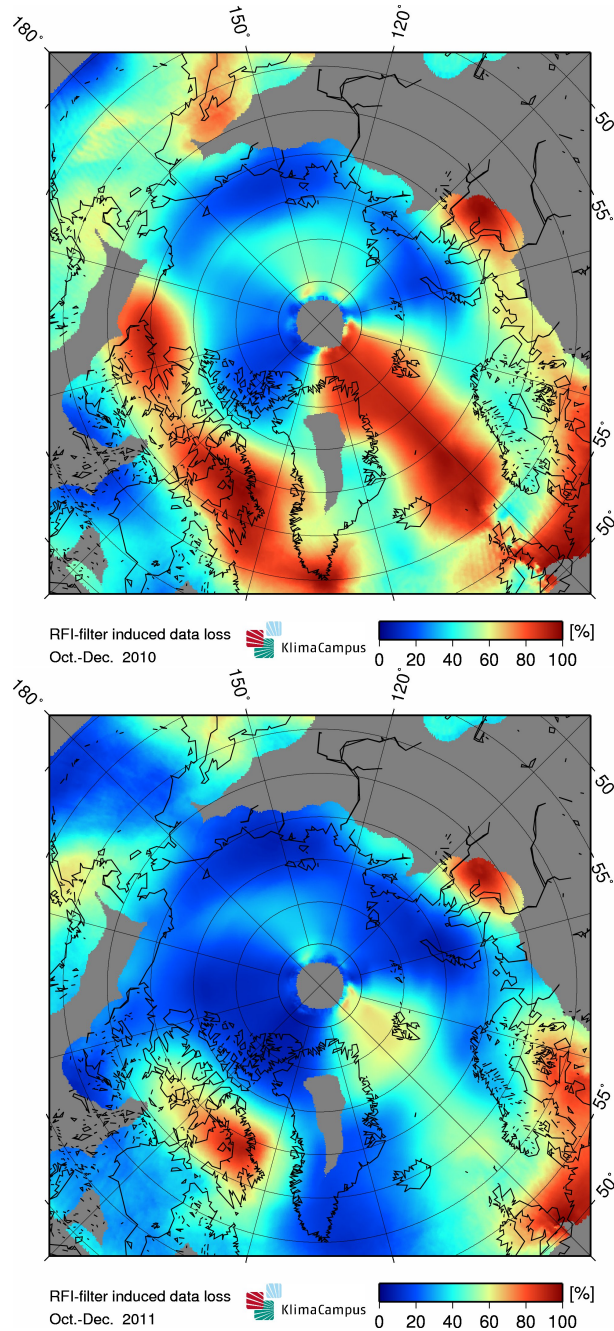 180° 150° 120°
50
55°
55°
50°
RFI-filter induced data loss
Oct.-Dec. 2010
KlimaCampus
[%]
0 20 40 60 80 100
180° 150° 120°
50
55°
55°
50°
RFI-filter induced data loss
Oct.-Dec. 2011
KlimaCampus
[%]
0 20 40 60 80 100